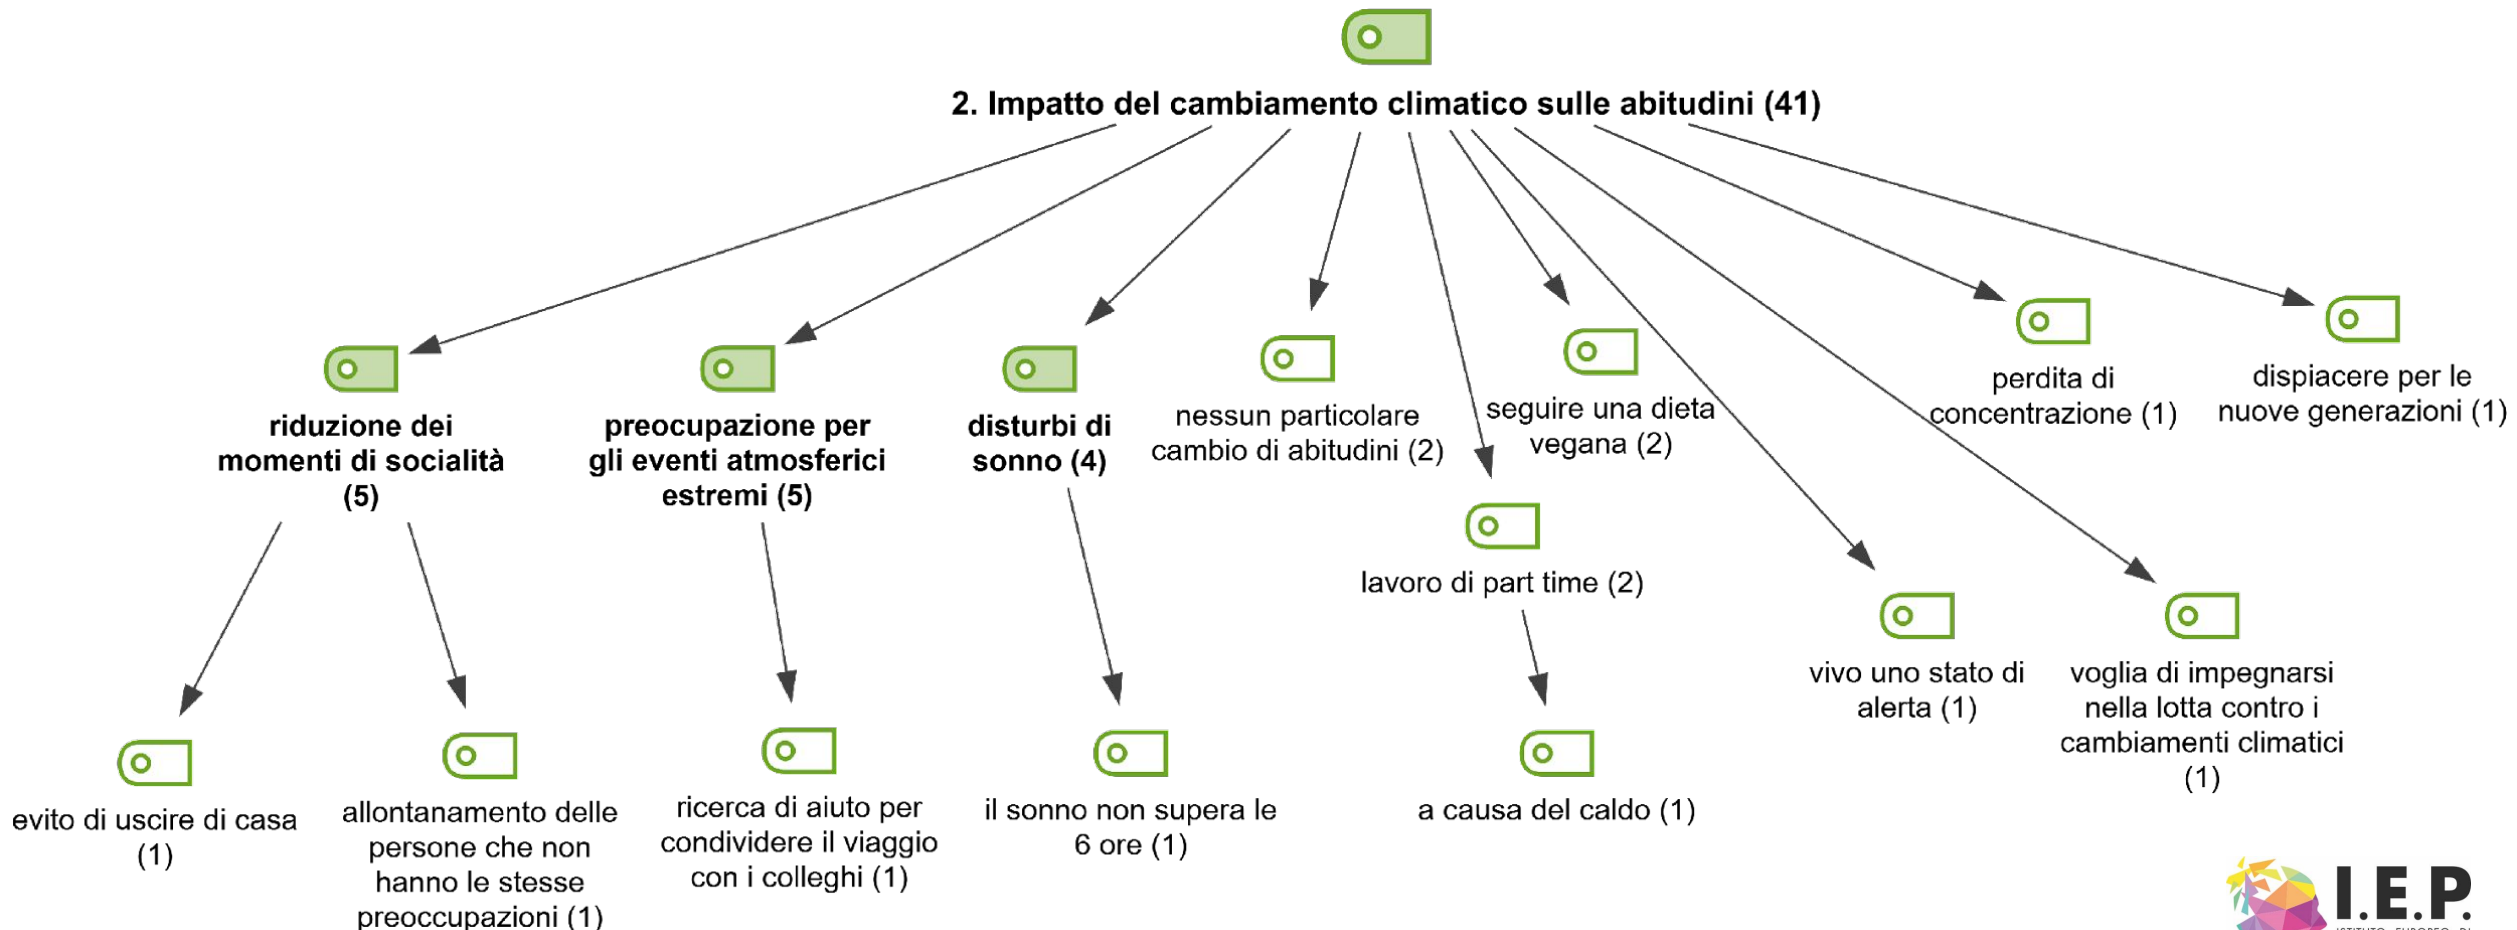 2. Impatto del cambiamento climatico sulle abitudini (41)
riduzione dei
momenti di socialità
(5)
preocupazione per
gli eventi atmosferici
estremi (5)
disturbi di
sonno (4)
nessun particolare
cambio di abitudini (2)
seguire una dieta
vegana (2)
perdita di
concentrazione (1)
dispiacere per le
nuove generazioni (1)
lavoro di part time (2)
vivo uno stato di
alerta (1)
voglia di impegnarsi
nella lotta contro i
cambiamenti climatici
(1)
evito di uscire di casa
(1)
allontanamento delle
persone che non
hanno le stesse
preoccupazioni (1)
ricerca di aiuto per
condividere il viaggio
con i colleghi (1)
il sonno non supera le
6 ore (1)
a causa del caldo (1)
I.E.P.
ISTITUTO EUROPEO DI